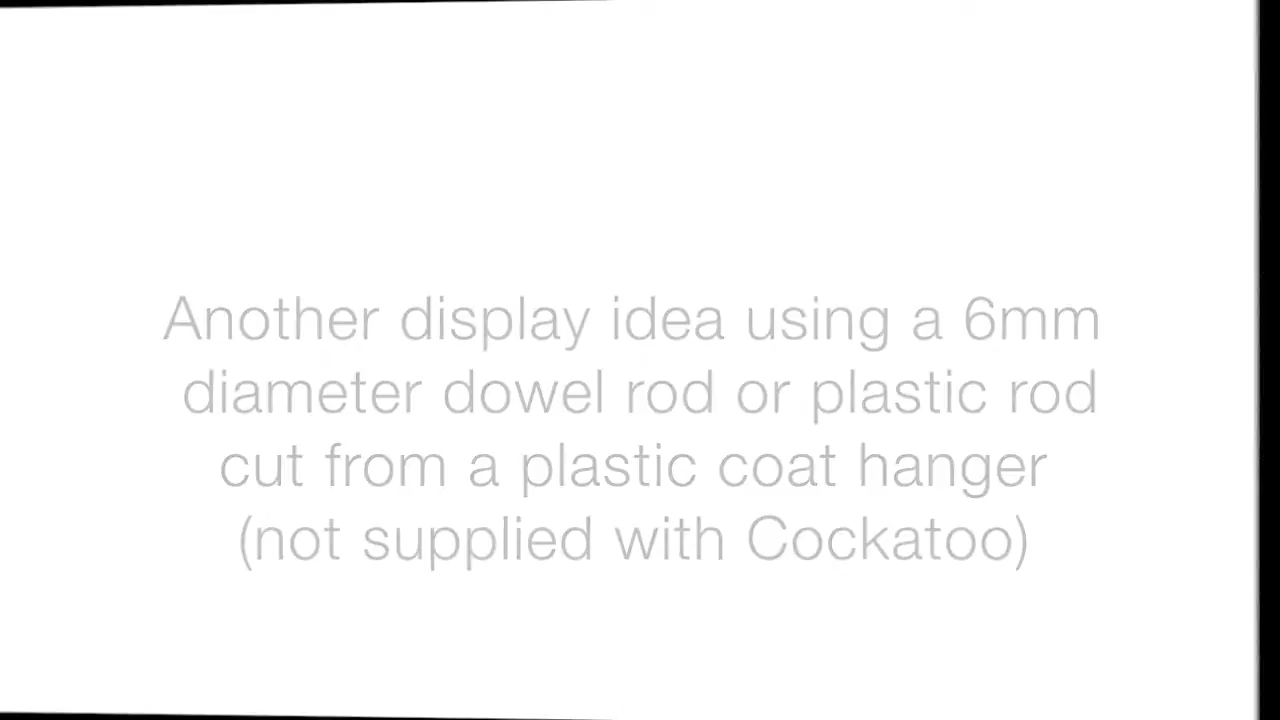 Another display idea using a 6mm
diameter dowel rod or plastic rod
cut from a plastic coat hanger
(not supplied with Cockatoo)